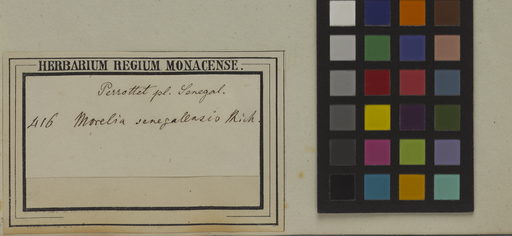 HERBARIUM REGIUM MONACENSE.
Perrottet pl. Senegal.
416 Morelia senegalensis Rich.